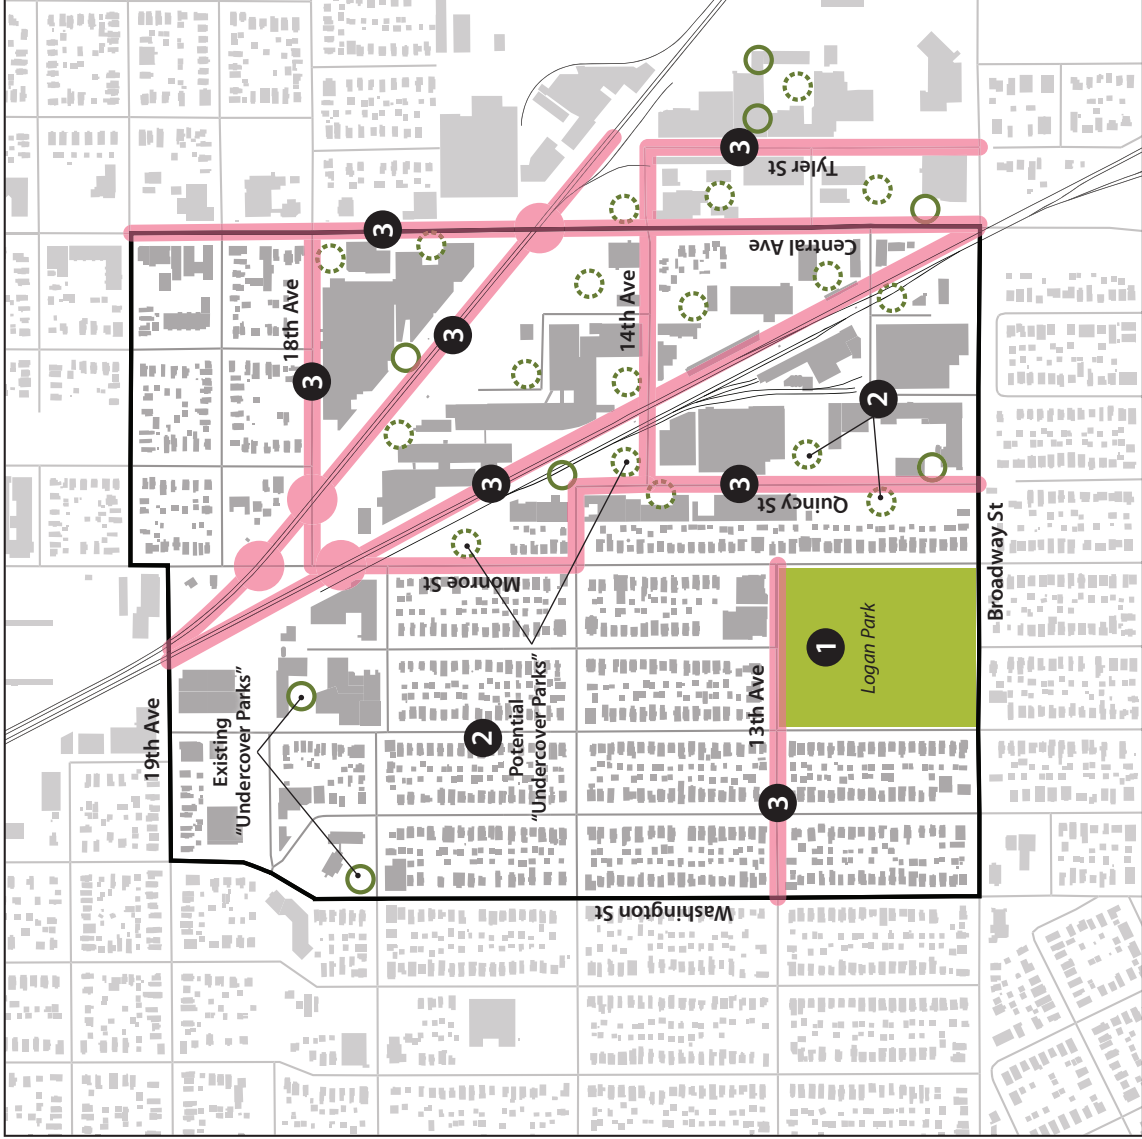 3
Tyler St
3
Central Ave
18th Ave
14th Ave
3
3
2
3
3
Quincy St
Monroe St
Broadway St
1
Logan Park
19th Ave
Existing
“Undercover Parks”
2
Potential
“Undercover Parks”
13th Ave
3
Washington St